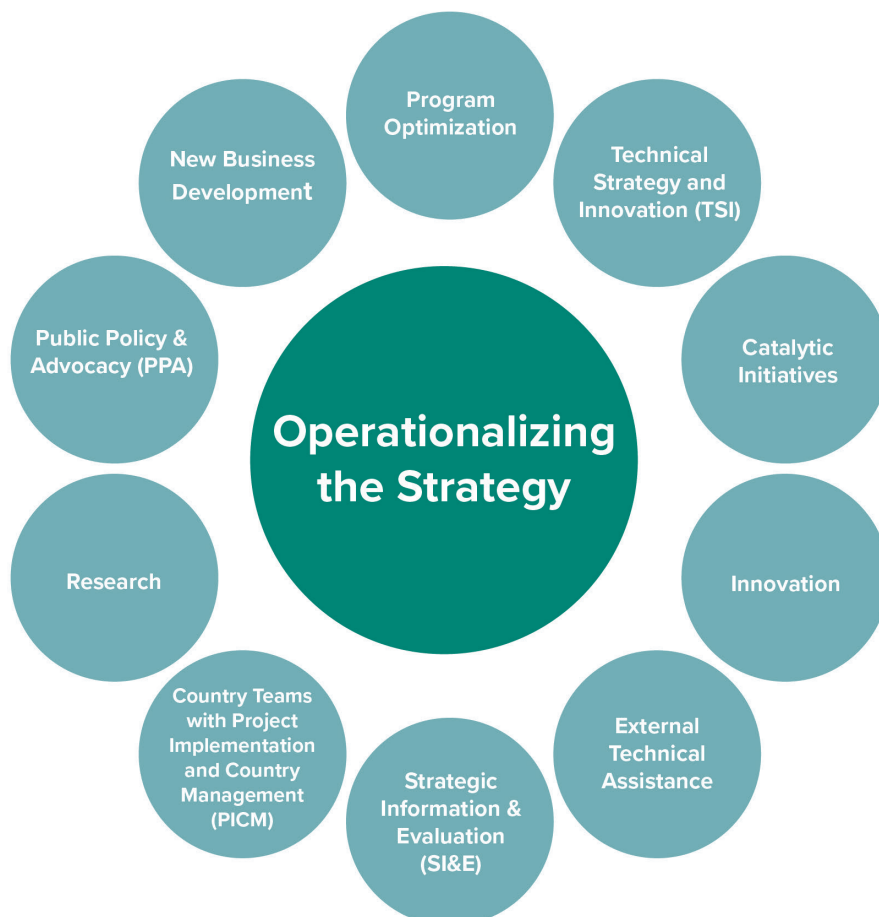 Program
Optimization
Technical
Strategy and
Innovation (TSI)
Catalytic
Initiatives
Innovation
External
Technical
Assistance
Strategic
Information &
Evaluation
(SI&E)
Country Teams
with Project
Implementation
and Country
Management
(PICM)
Research
Public Policy &
Advocacy (PPA)
New Business
Development
Operationalizing
the Strategy